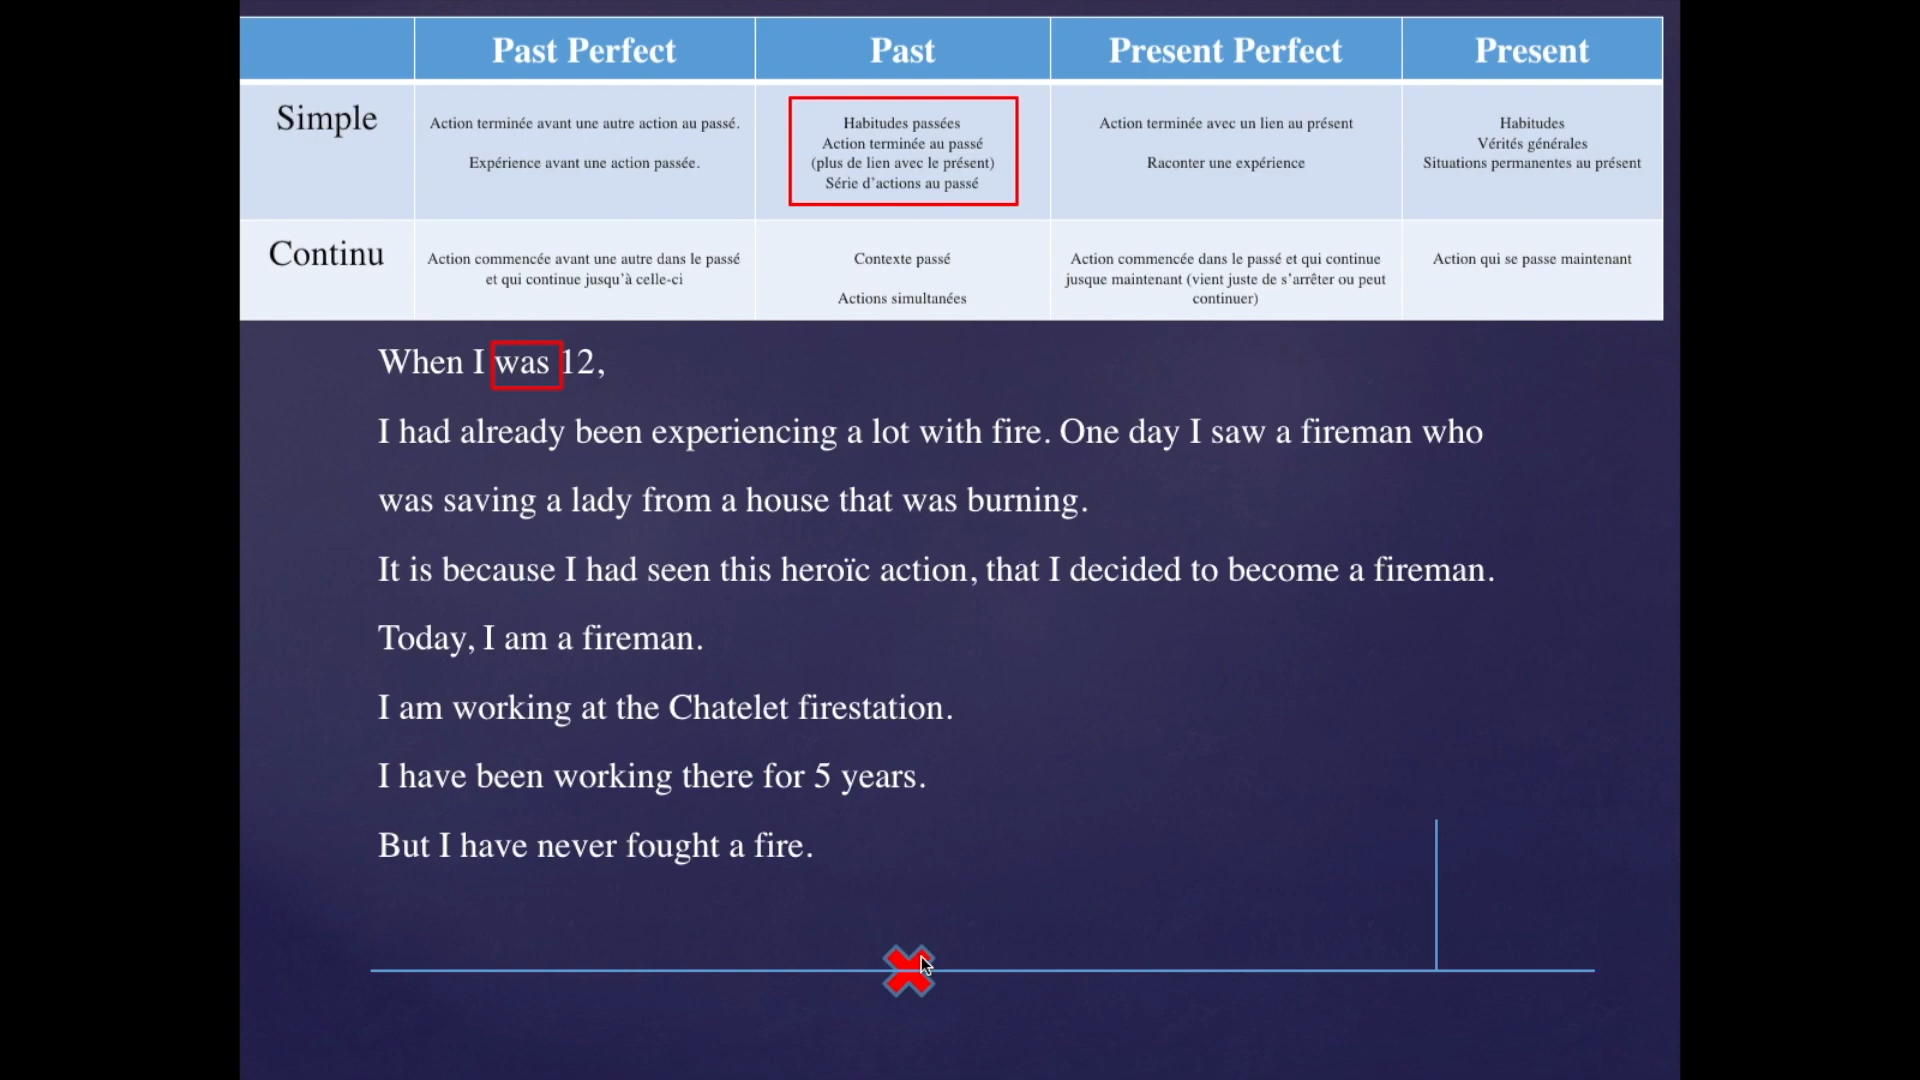 Past Perfect
Past
Present Perfect
Present
Simple
Action terminée avant une autre action au passé.
Expérience avant une action passée.
Habitudes passées
Action terminée au passé
(plus de lien avec le présent)
Série d’actions au passé
Action terminée avec un lien au présent
Raconter une expérience
Habitudes
Vérités générales
Situations permanentes au présent
Continu
Action commencée avant une autre dans le passé
et qui continue jusqu’à celle-ci
Contexte passé
Actions simultanées
Action commencée dans le passé et qui continue
jusque maintenant (vient juste de s’arrêter ou peut
continuer)
Action qui se passe maintenant
When I was 12,
I had already been experiencing a lot with fire. One day I saw a fireman who
was saving a lady from a house that was burning.
It is because I had seen this heroïc action, that I decided to become a fireman.
Today, I am a fireman.
I am working at the Chatelet firestation.
I have been working there for 5 years.
But I have never fought a fire.